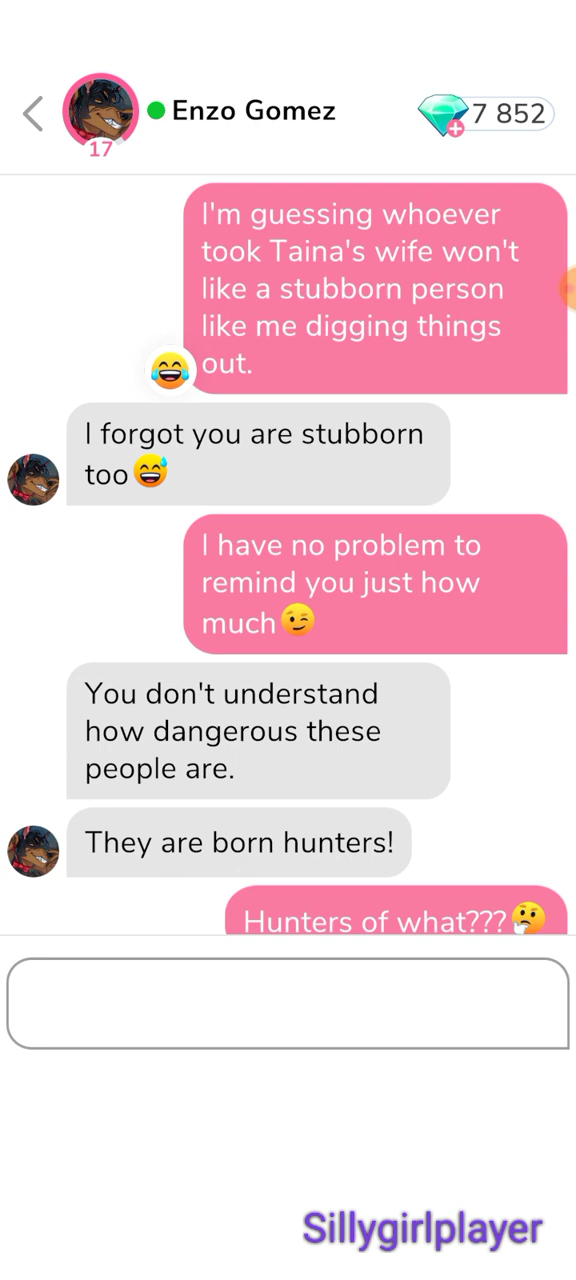 Enzo Gomez
7 852
17
I'm guessing whoever
took Taina's wife won't
like a stubborn person
like me digging things
out.
I forgot you are stubborn
too😅
I have no problem to
remind you just how
much😉
You don't understand
how dangerous these
people are.
They are born hunters!
Hunters of what???🤔
Sillygirlplayer